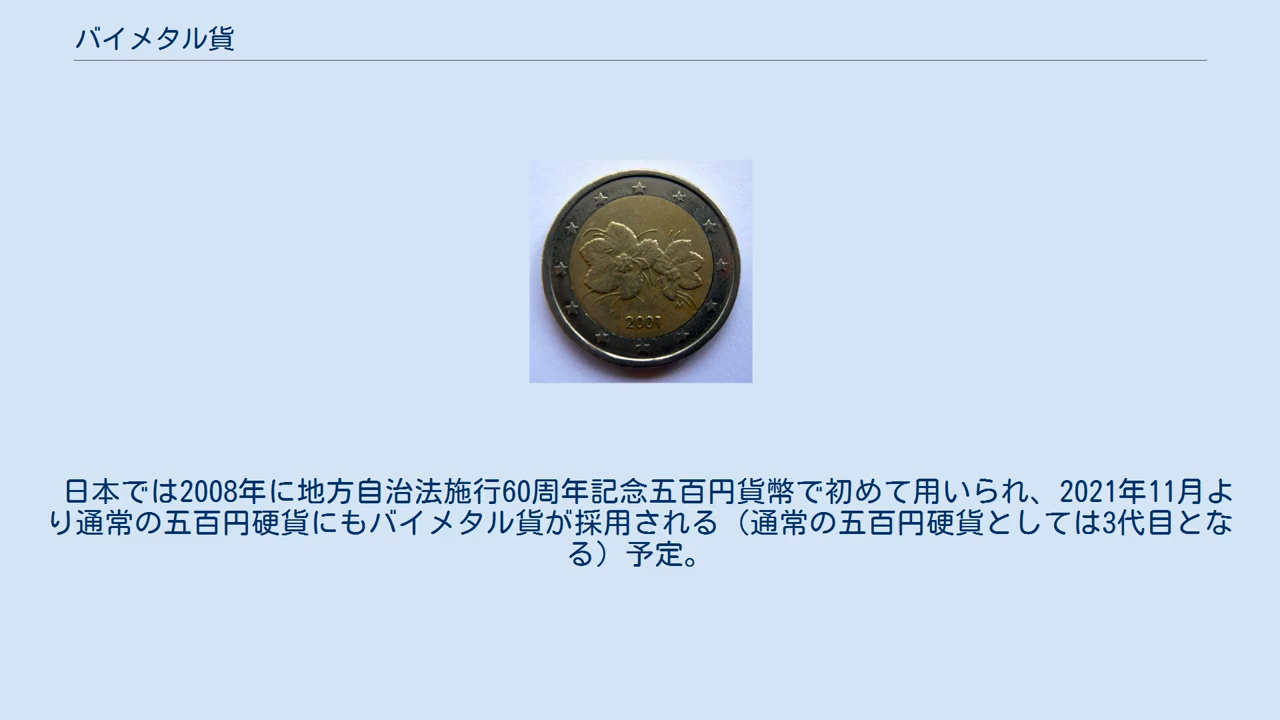 バイメタル貨
2001
日本では2008年に地方自治法施行60周年記念五百円貨幣で初めて用いられ、2021年11月よ
り通常の五百円硬貨にもバイメタル貨が採用される（通常の五百円硬貨としては3代目とな
る）予定。